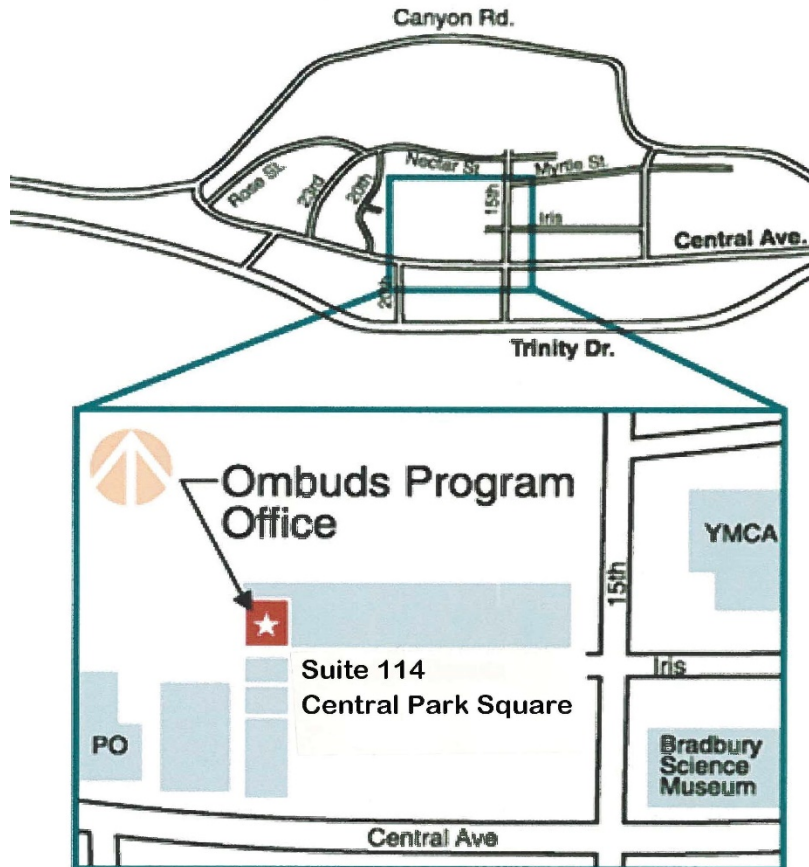 Canyon Rd.
Rose St.
23rd
20th
Nectar St
Myrtle St.
15th
Iris
Central Ave.
20th
Trinity Dr.
Ombuds Program
Office
15th
YMCA
Suite 114
Central Park Square
Iris
PO
Bradbury
Science
Museum
Central Ave